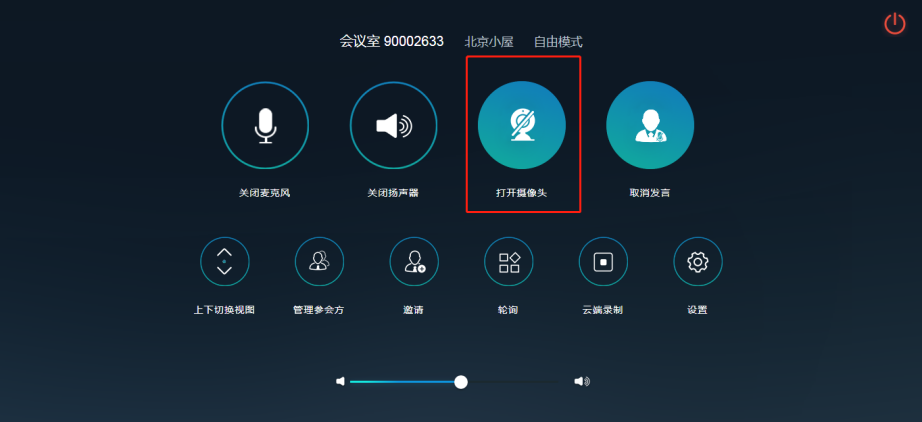 会议室 90002633 北京小屋 自由模式
关闭麦克风 关闭扬声器 打开摄像头 取消发言
上下切换视图 管理参会方 邀请 轮询 云端录制 设置